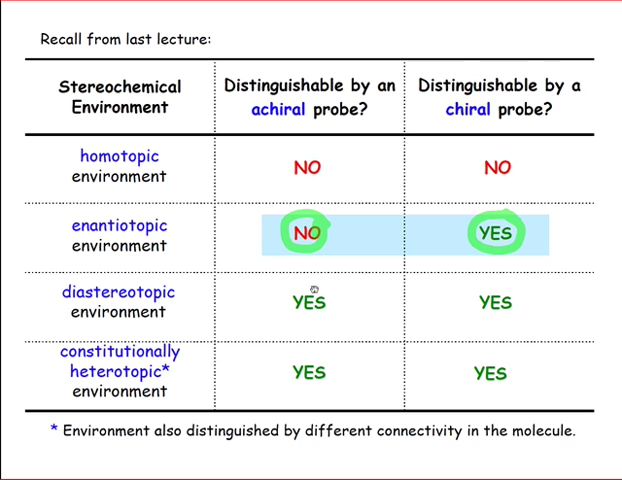 Recall from last lecture:
Stereochemical Environment
Distinguishable by an achiral probe?
Distinguishable by a chiral probe?
homotopic environment
NO
NO
enantiotopic environment
NO
YES
diastereotopic environment
YES
YES
constitutionally heterotopic* environment
YES
YES
* Environment also distinguished by different connectivity in the molecule.